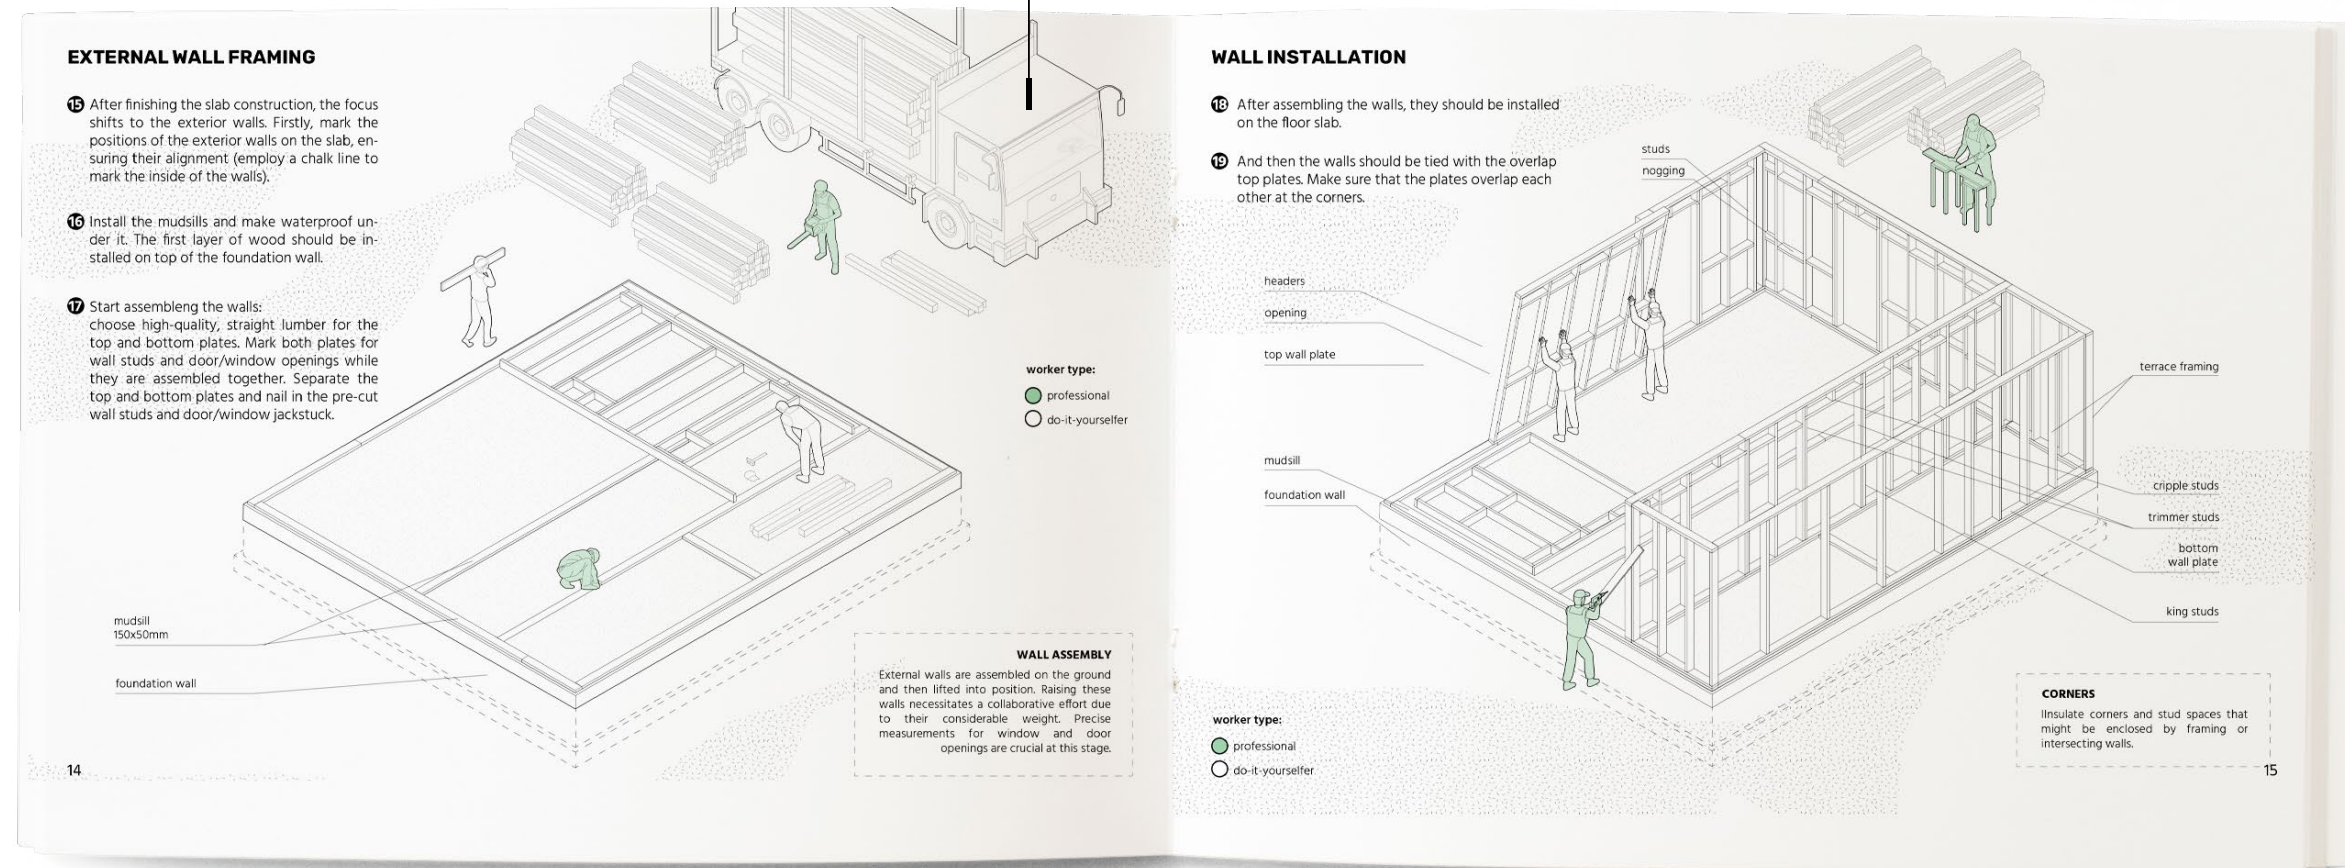 EXTERNAL WALL FRAMING
15 After finishing the slab construction, the focus
shifts to the exterior walls. Firstly, mark the
positions of the exterior walls on the slab, en-
suring their alignment (employ a chalk line to
mark the inside of the walls).
16 Install the mudsills and make waterproof un-
der it. The first layer of wood should be in-
stalled on top of the foundation wall.
17 Start assembleng the walls:
choose high-quality, straight lumber for the
top and bottom plates. Mark both plates for
wall studs and door/window openings while
they are assembled together. Separate the
top and bottom plates and nail in the pre-cut
wall studs and door/window jackstuck.
worker type:
professional
do-it-yourselfer
mudsill
150x50mm
foundation wall
WALL ASSEMBLY
External walls are assembled on the ground
and then lifted into position. Raising these
walls necessitates a collaborative effort due
to their considerable weight. Precise
measurements for window and door
openings are crucial at this stage.
14
WALL INSTALLATION
18 After assembling the walls, they should be installed
on the floor slab.
19 And then the walls should be tied with the overlap
top plates. Make sure that the plates overlap each
other at the corners.
studs
nogging
headers
opening
top wall plate
mudsill
foundation wall
terrace framing
cripple studs
trimmer studs
bottom
wall plate
king studs
worker type:
professional
do-it-yourselfer
CORNERS
IInsulate corners and stud spaces that
might be enclosed by framing or
intersecting walls.
15